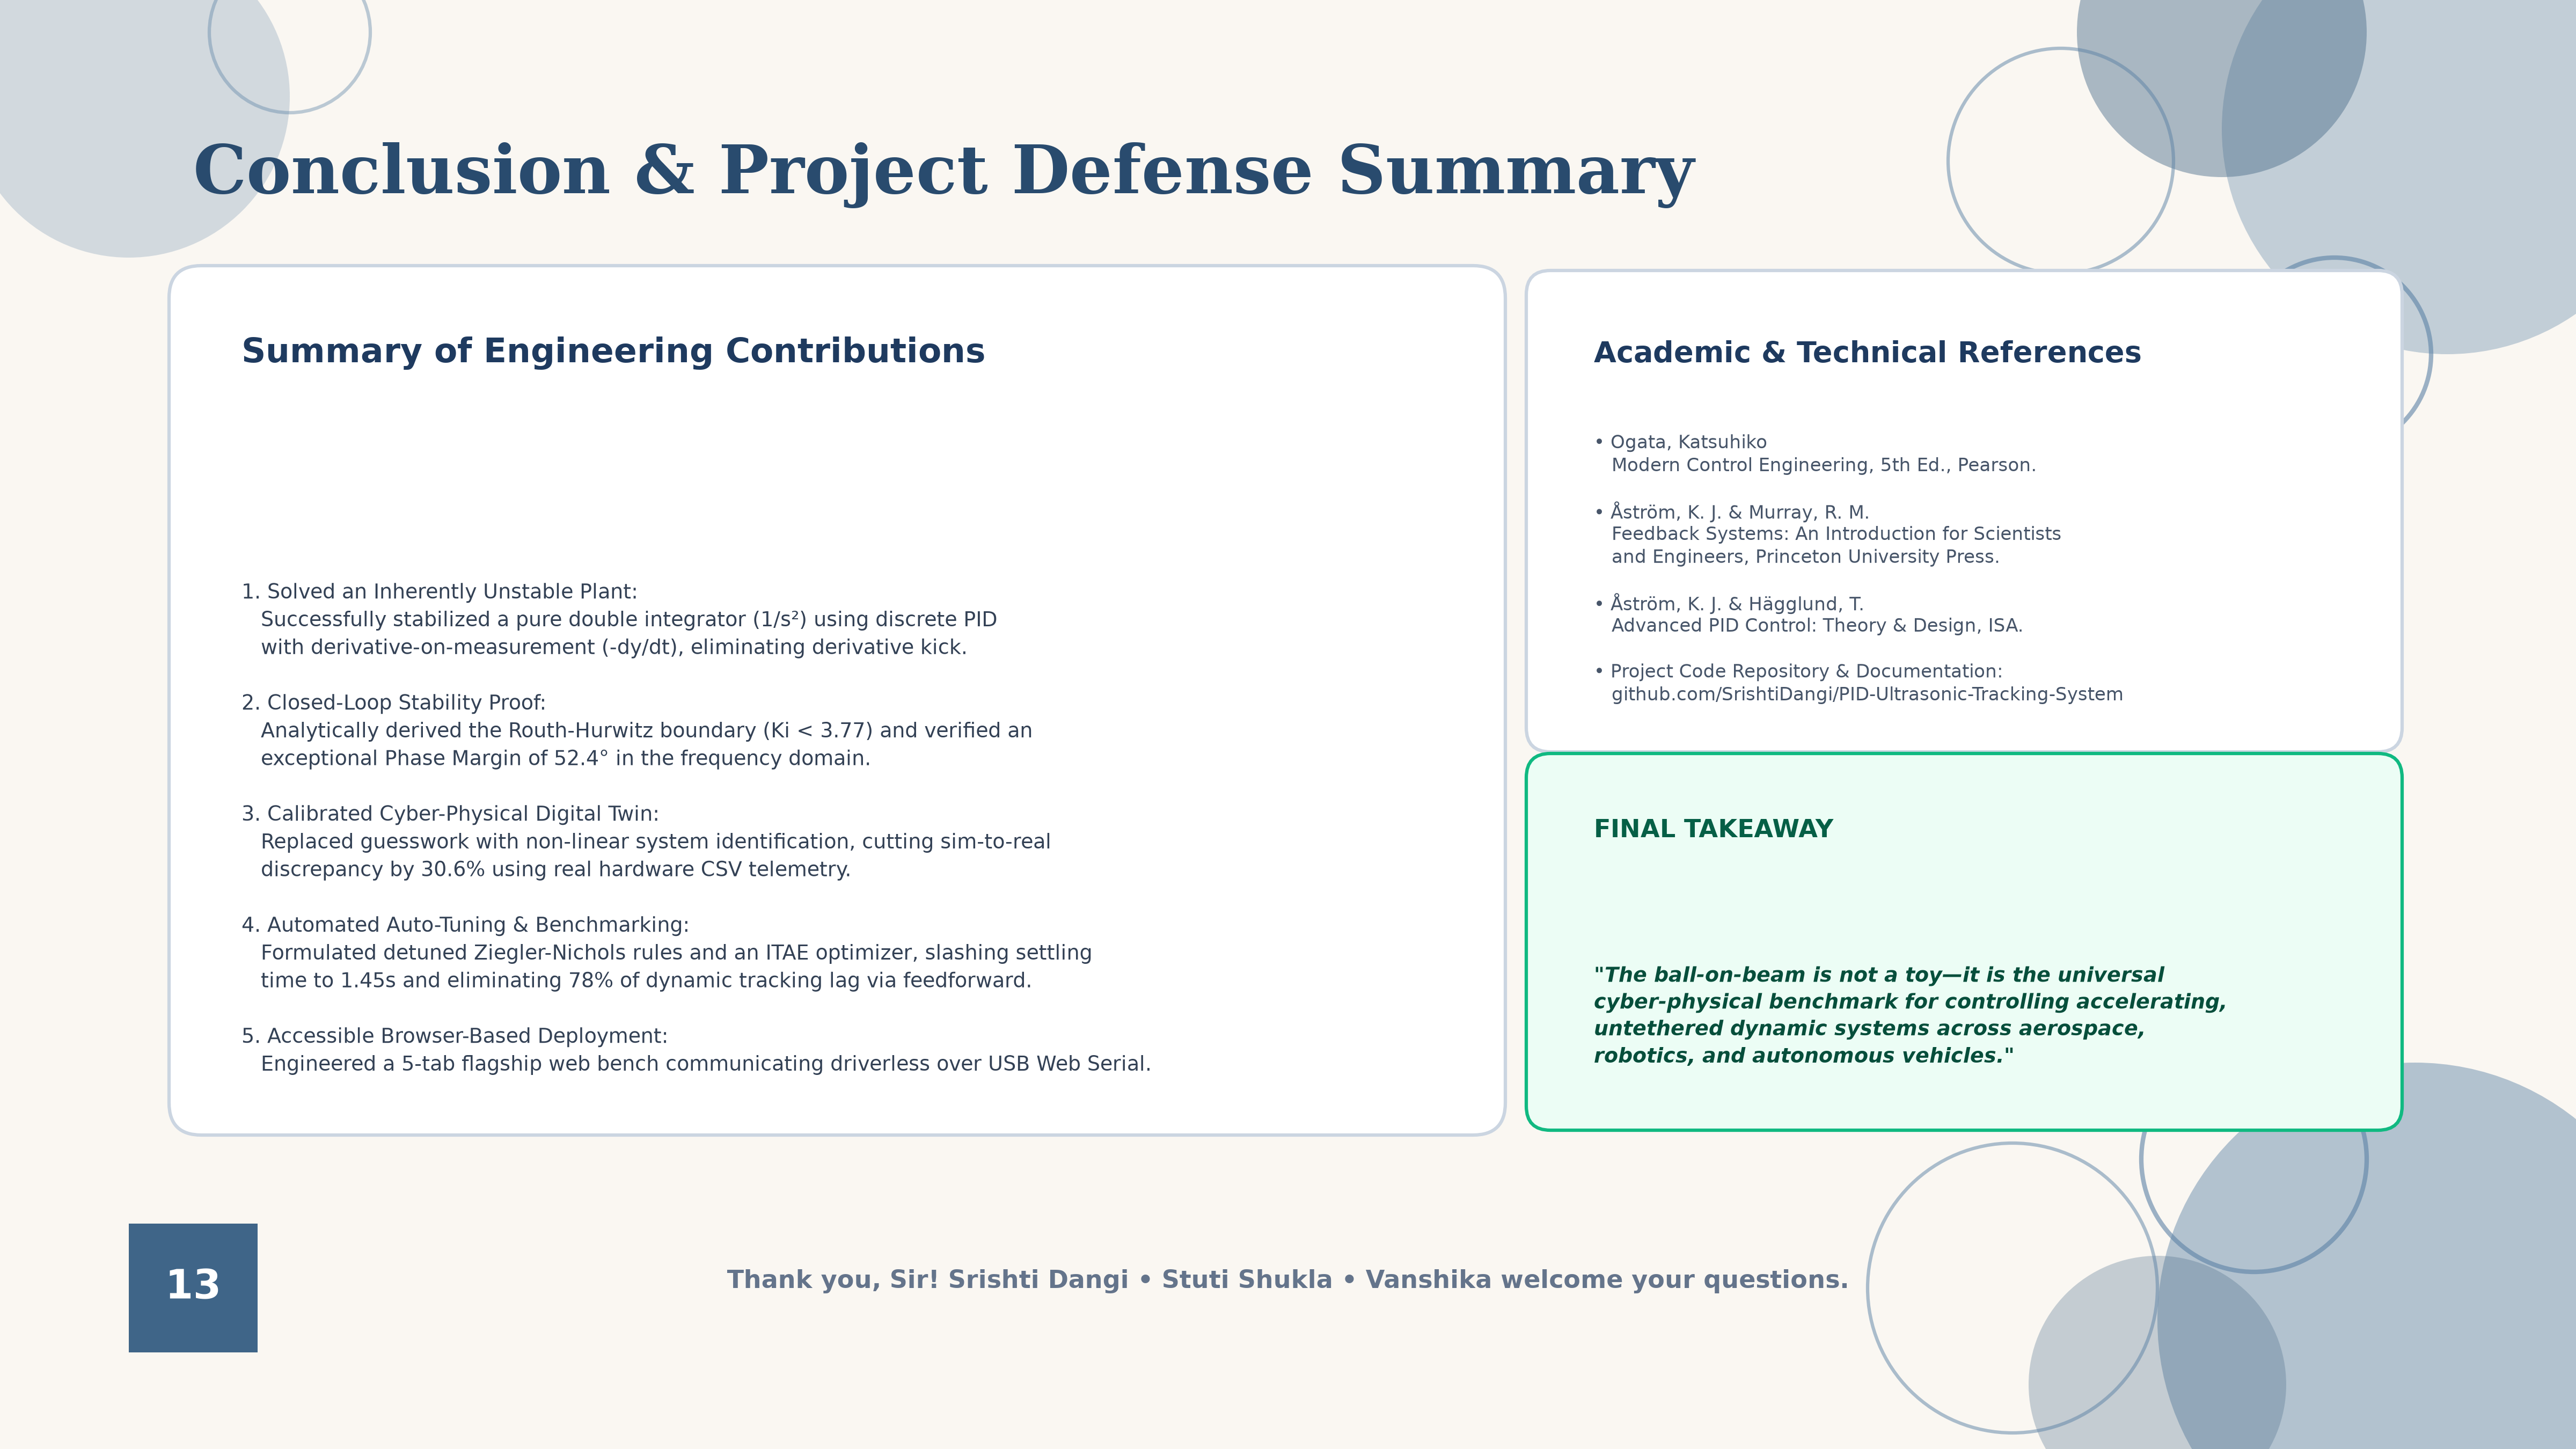 Conclusion & Project Defense Summary
Summary of Engineering Contributions
1. Solved an Inherently Unstable Plant:
Successfully stabilized a pure double integrator (1/s²) using discrete PID
with derivative-on-measurement (-dy/dt), eliminating derivative kick.
2. Closed-Loop Stability Proof:
Analytically derived the Routh-Hurwitz boundary (Ki < 3.77) and verified an
exceptional Phase Margin of 52.4° in the frequency domain.
3. Calibrated Cyber-Physical Digital Twin:
Replaced guesswork with non-linear system identification, cutting sim-to-real
discrepancy by 30.6% using real hardware CSV telemetry.
4. Automated Auto-Tuning & Benchmarking:
Formulated detuned Ziegler-Nichols rules and an ITAE optimizer, slashing settling
time to 1.45s and eliminating 78% of dynamic tracking lag via feedforward.
5. Accessible Browser-Based Deployment:
Engineered a 5-tab flagship web bench communicating driverless over USB Web Serial.
Academic & Technical References
• Ogata, Katsuhiko
Modern Control Engineering, 5th Ed., Pearson.
• Åström, K. J. & Murray, R. M.
Feedback Systems: An Introduction for Scientists
and Engineers, Princeton University Press.
• Åström, K. J. & Hägglund, T.
Advanced PID Control: Theory & Design, ISA.
• Project Code Repository & Documentation:
github.com/SrishtiDangi/PID-Ultrasonic-Tracking-System
FINAL TAKEAWAY
"The ball-on-beam is not a toy—it is the universal
cyber-physical benchmark for controlling accelerating,
untethered dynamic systems across aerospace,
robotics, and autonomous vehicles."
13
Thank you, Sir! Srishti Dangi • Stuti Shukla • Vanshika welcome your questions.